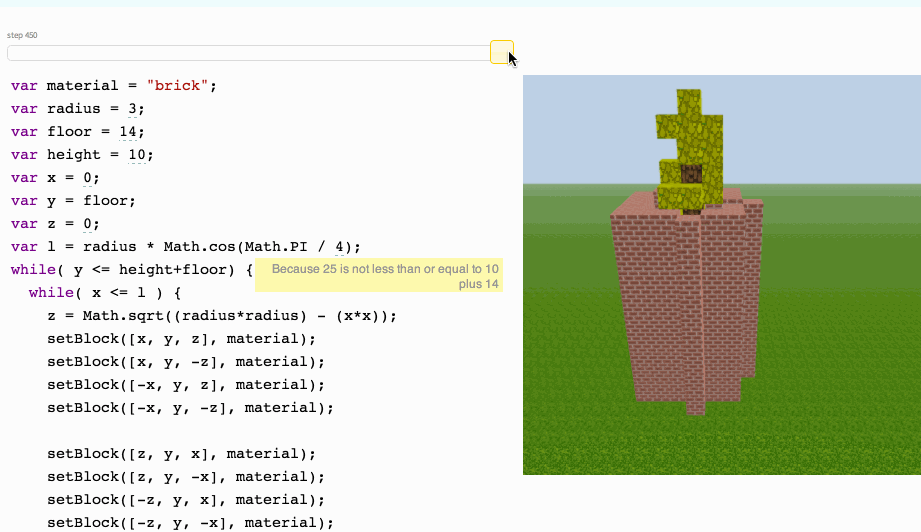 step 450
var material = "brick";
var radius = 3;
var floor = 14;
var height = 10;
var x = 0;
var y = floor;
var z = 0;
var l = radius * Math.cos(Math.PI / 4);
while( y <= height+floor) {
Because 25 is not less than or equal to 10
plus 14
while( x <= l ) {
z = Math.sqrt((radius*radius) - (x*x));
setBlock([x, y, z], material);
setBlock([x, y, -z], material);
setBlock([-x, y, z], material);
setBlock([-x, y, -z], material);
setBlock([z, y, x], material);
setBlock([z, y, -x], material);
setBlock([-z, y, x], material);
setBlock([-z, y, -x], material);